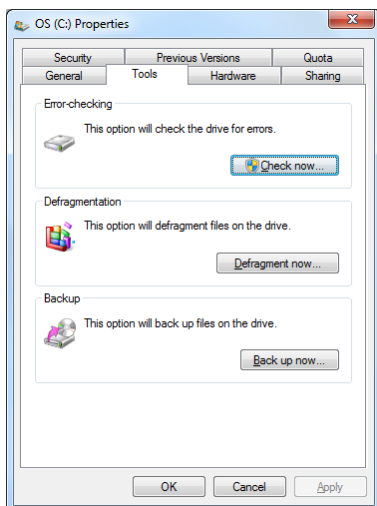 OS (C:) Properties
Security Previous Versions Quota
General Tools Hardware Sharing
Error-checking
This option will check the drive for errors.
Check now...
Defragmentation
This option will defragment files on the drive.
Defragment now...
Backup
This option will back up files on the drive.
Back up now...
OK Cancel Apply